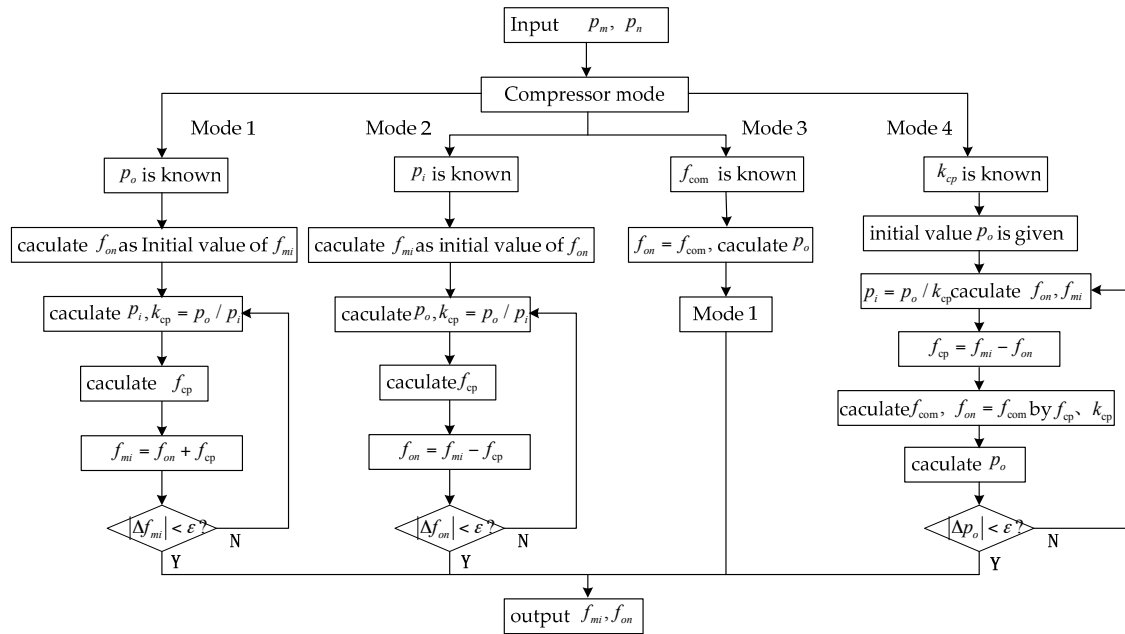 Input p_m, p_n
Compressor mode
Mode 1
Mode 2
Mode 3
Mode 4
p_o is known
caculate f_on as Initial value of f_mi
caculate p_i, k_cp = p_o / p_i
caculate f_cp
f_mi = f_on + f_cp
|Δf_mi| < ε?
N
Y
p_i is known
caculate f_mi as initial value of f_on
caculate p_o, k_cp = p_o / p_i
caculate f_cp
f_on = f_mi − f_cp
|Δf_on| < ε?
N
Y
f_com is known
f_on = f_com, caculate p_o
Mode 1
k_cp is known
initial value p_o is given
p_i = p_o / k_cp caculate f_on, f_mi
f_cp = f_mi − f_on
caculate f_com, f_on = f_com by f_cp、k_cp
caculate p_o
|Δp_o| < ε?
N
Y
output f_mi, f_on